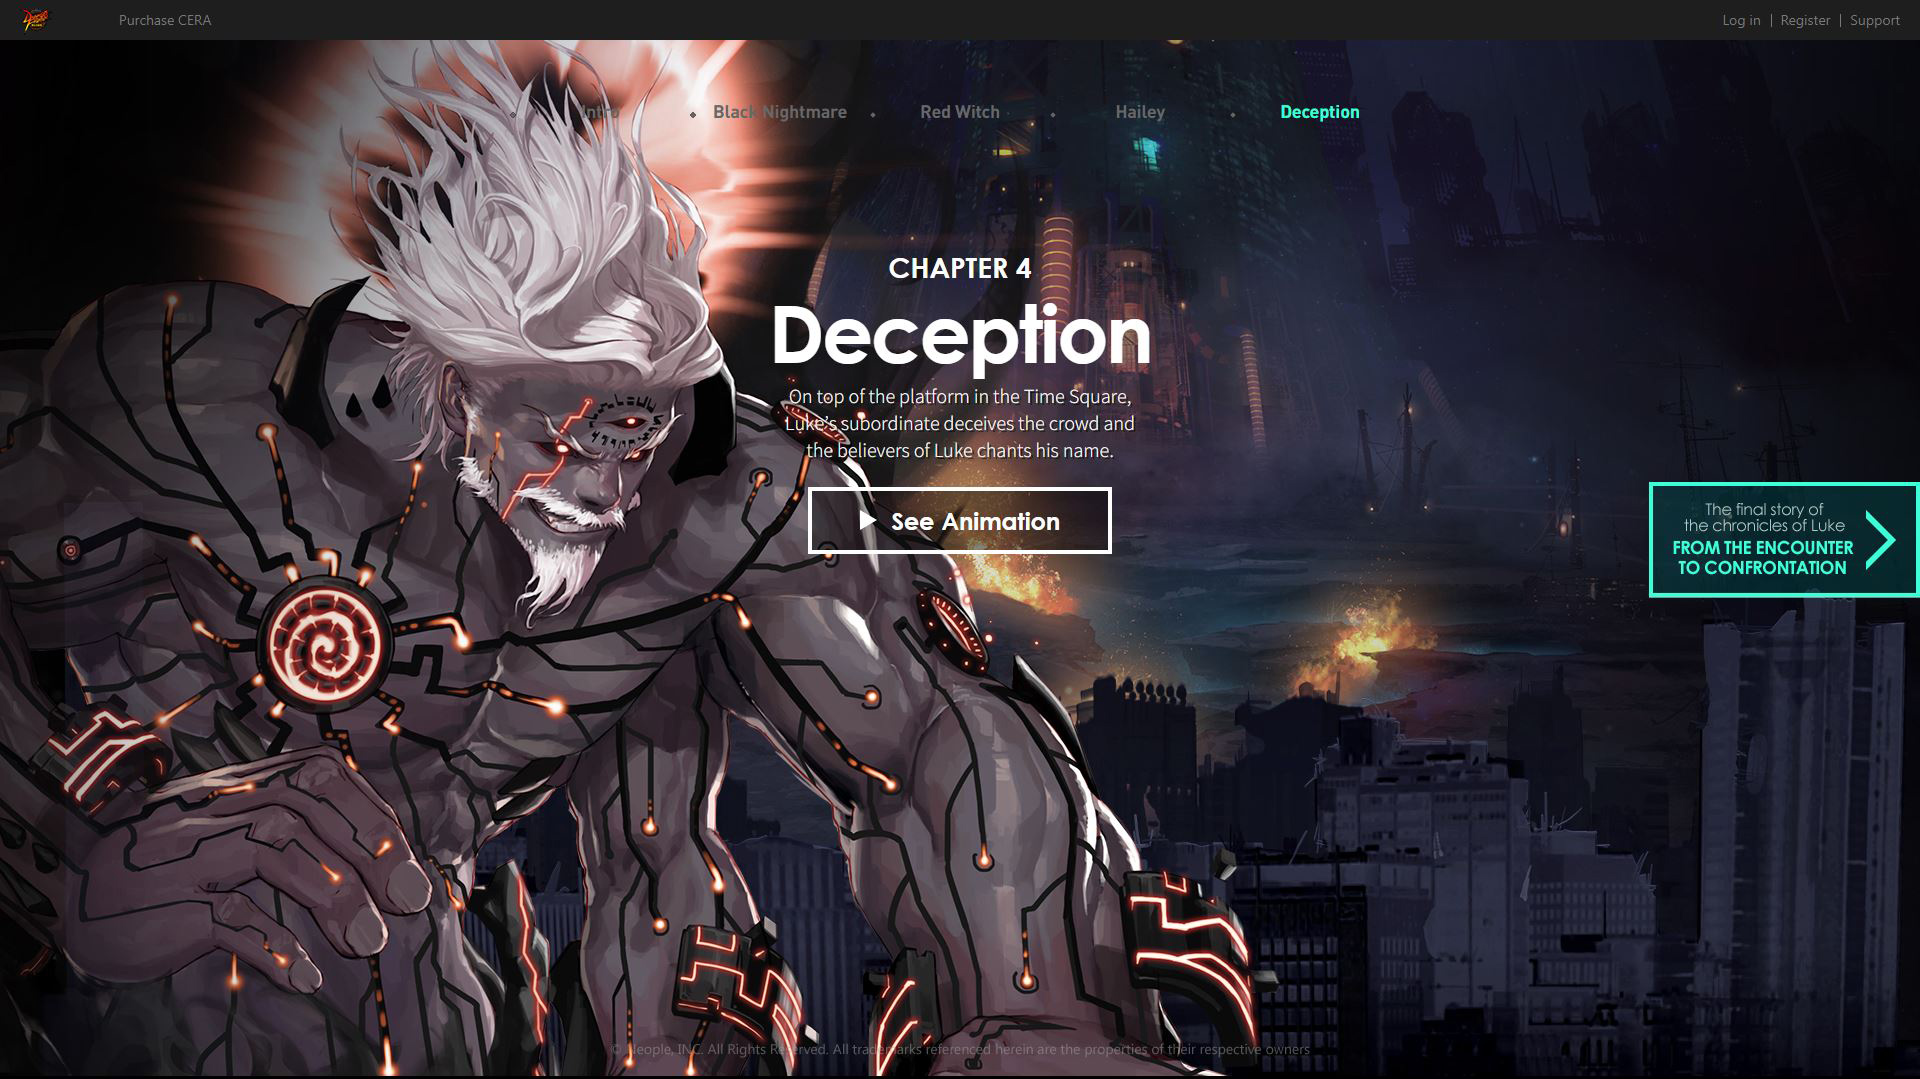 Purchase CERA
Log in | Register | Support
Intro
Black Nightmare
Red Witch
Hailey
Deception
CHAPTER 4
Deception
On top of the platform in the Time Square,
Luke's subordinate deceives the crowd and
the believers of Luke chants his name.
See Animation
The final story of
the chronicles of Luke
FROM THE ENCOUNTER
TO CONFRONTATION
© Neople, INC. All Rights Reserved. All trademarks referenced herein are the properties of their respective owners